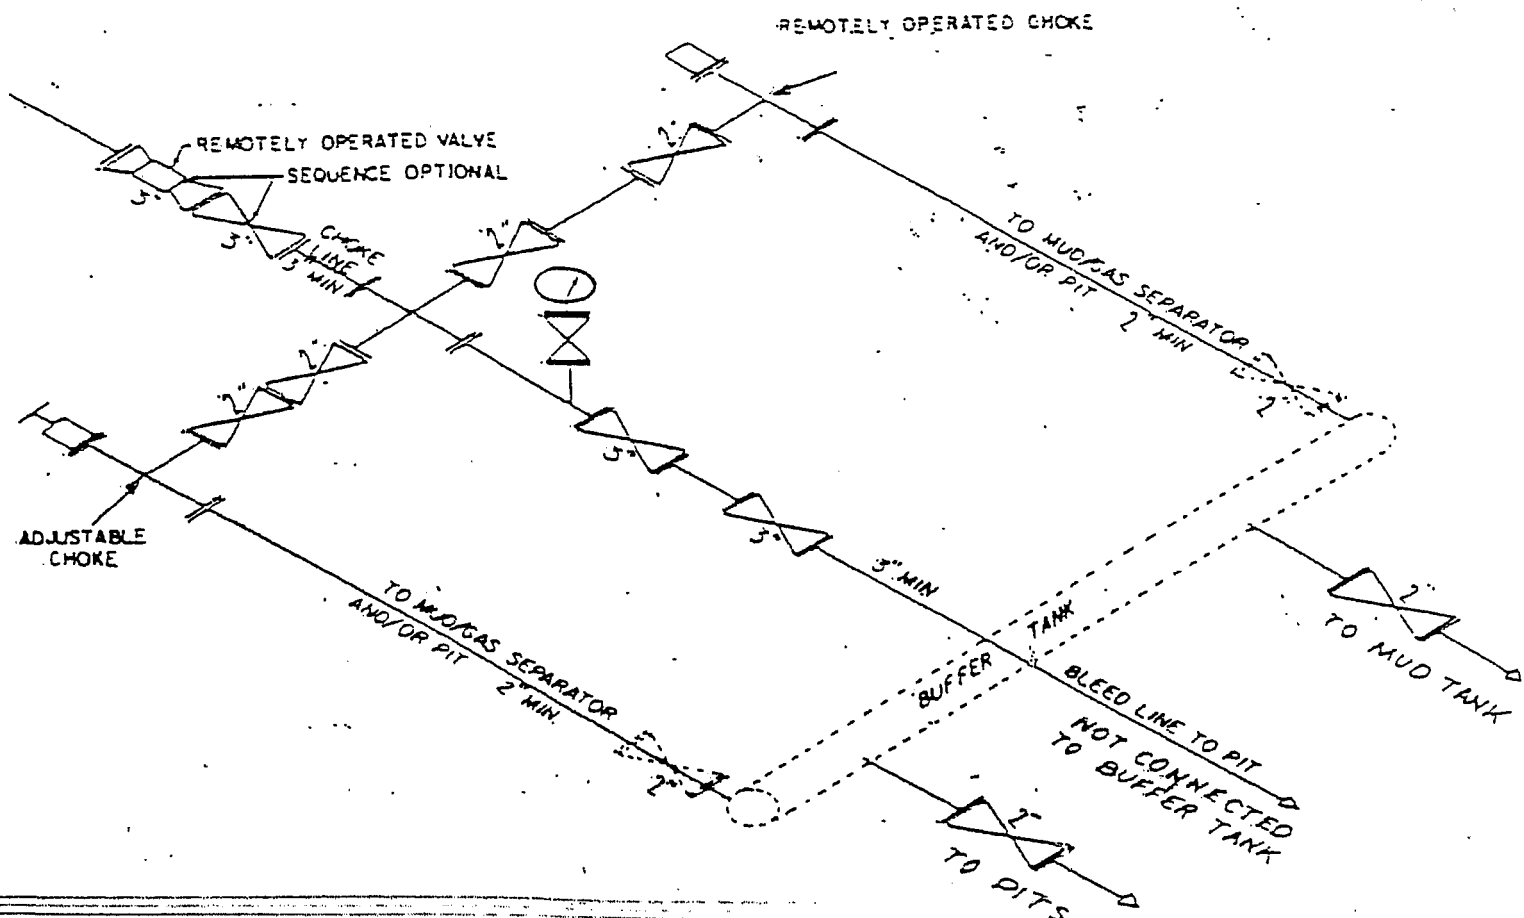 REMOTELY OPERATED CHOKE
REMOTELY OPERATED VALVE
SEQUENCE OPTIONAL
3"
3"
CHOKE
LINE
3 MIN
2"
2"
2"
2"
ADJUSTABLE
CHOKE
TO MUD/GAS SEPARATOR
AND/OR PIT
2" MIN
2
3"
3"
3" MIN
TO MUD/GAS SEPARATOR
AND/OR PIT
2" MIN.
2"
BUFFER
TANK
BLEED LINE TO PIT
NOT CONNECTED
TO BUFFER TANK
2"
TO MUD TANK
2"
TO PITS